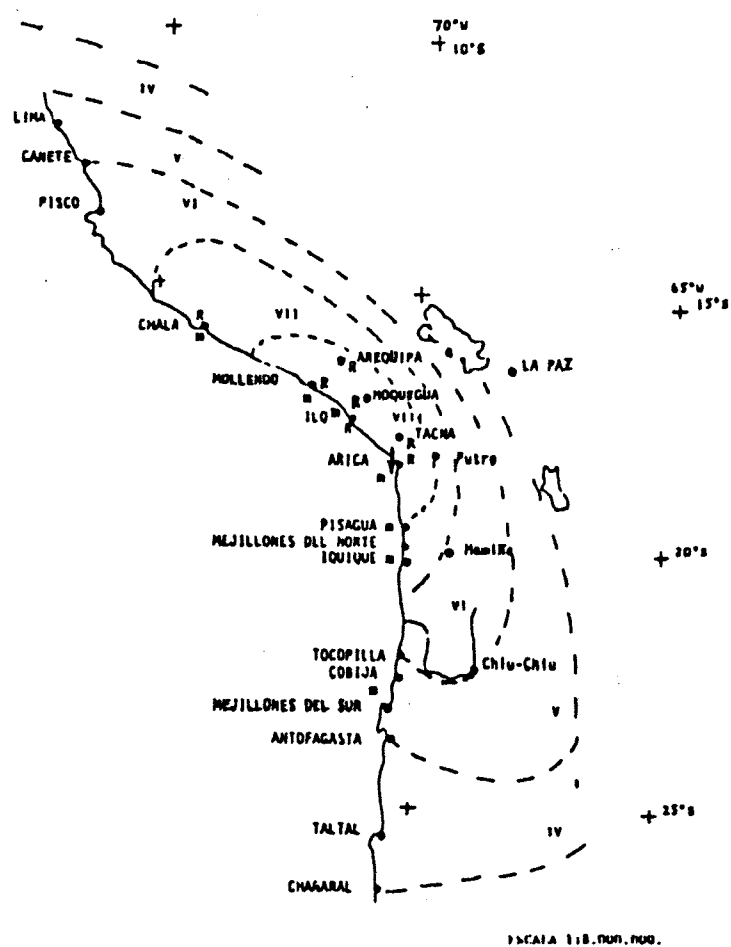 70°W
10°S
IV
LIMA
CAÑETE
V
PISCO
VI
65°W
15°S
VII
R
CHALA
m
AREQUIPA
R
LA PAZ
MOLLENDO
R
m
MOQUEGUA
R
ILO
m
R
VIII
TACNA
R
ARICA
R
Putre
m
PISAGUA
m
MEJILLONES DEL NORTE
IQUIQUE
m
20°S
VI
TOCOPILLA
COBIJA
Chiu-Chiu
m
MEJILLONES DEL SUR
V
ANTOFAGASTA
25°S
TALTAL
IV
CHAÑARAL